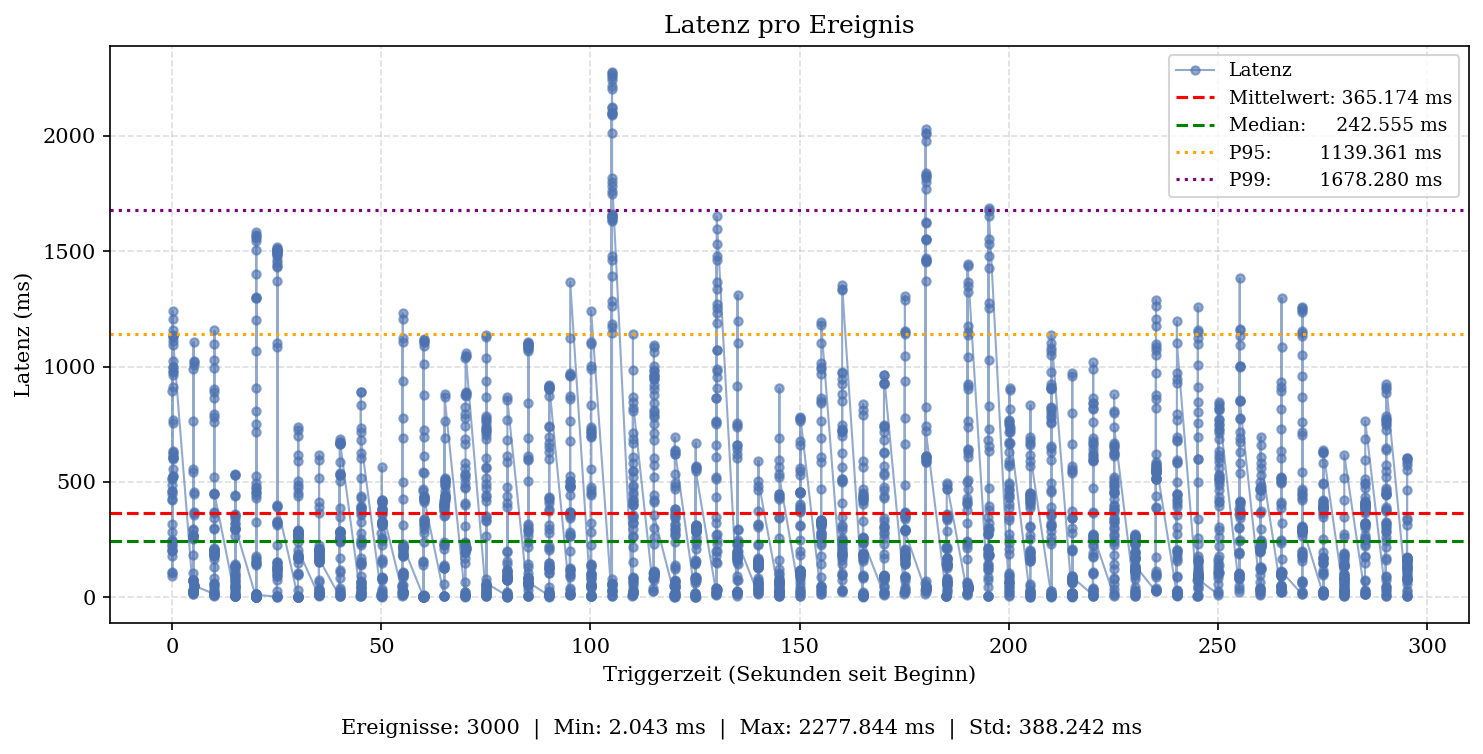 Latenz pro Ereignis
Latenz
Mittelwert: 365.174 ms
Median: 242.555 ms
P95: 1139.361 ms
P99: 1678.280 ms
Latenz (ms)
2000
1500
1000
500
0
0 50 100 150 200 250 300
Triggerzeit (Sekunden seit Beginn)
Ereignisse: 3000 | Min: 2.043 ms | Max: 2277.844 ms | Std: 388.242 ms